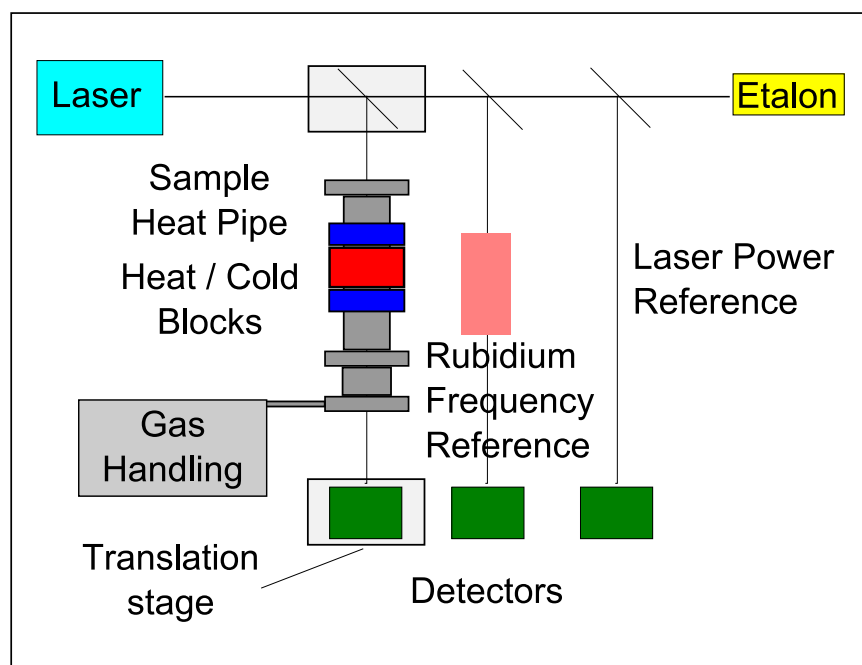 Laser
Etalon
Sample
Heat Pipe
Heat / Cold
Blocks
Laser Power
Reference
Rubidium
Frequency
Reference
Gas
Handling
Translation
stage
Detectors